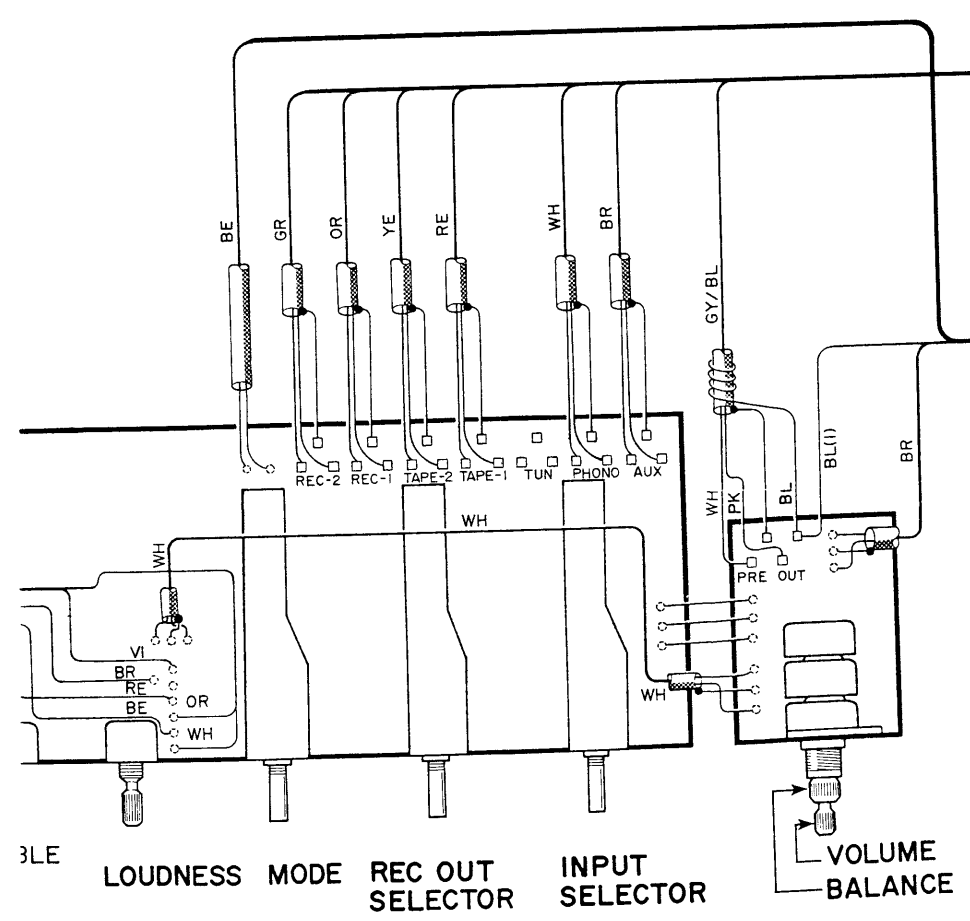 BE
GR
OR
YE
RE
WH
BR
GY/BL
BL(1)
BR
REC-2 REC-1 TAPE-2 TAPE-1 TUN PHONO AUX
WH
PK
BL
WH
WH
PRE OUT
VI
BR
RE
OR
BE
WH
WH
LOUDNESS
MODE
REC OUT
SELECTOR
INPUT
SELECTOR
VOLUME
BALANCE